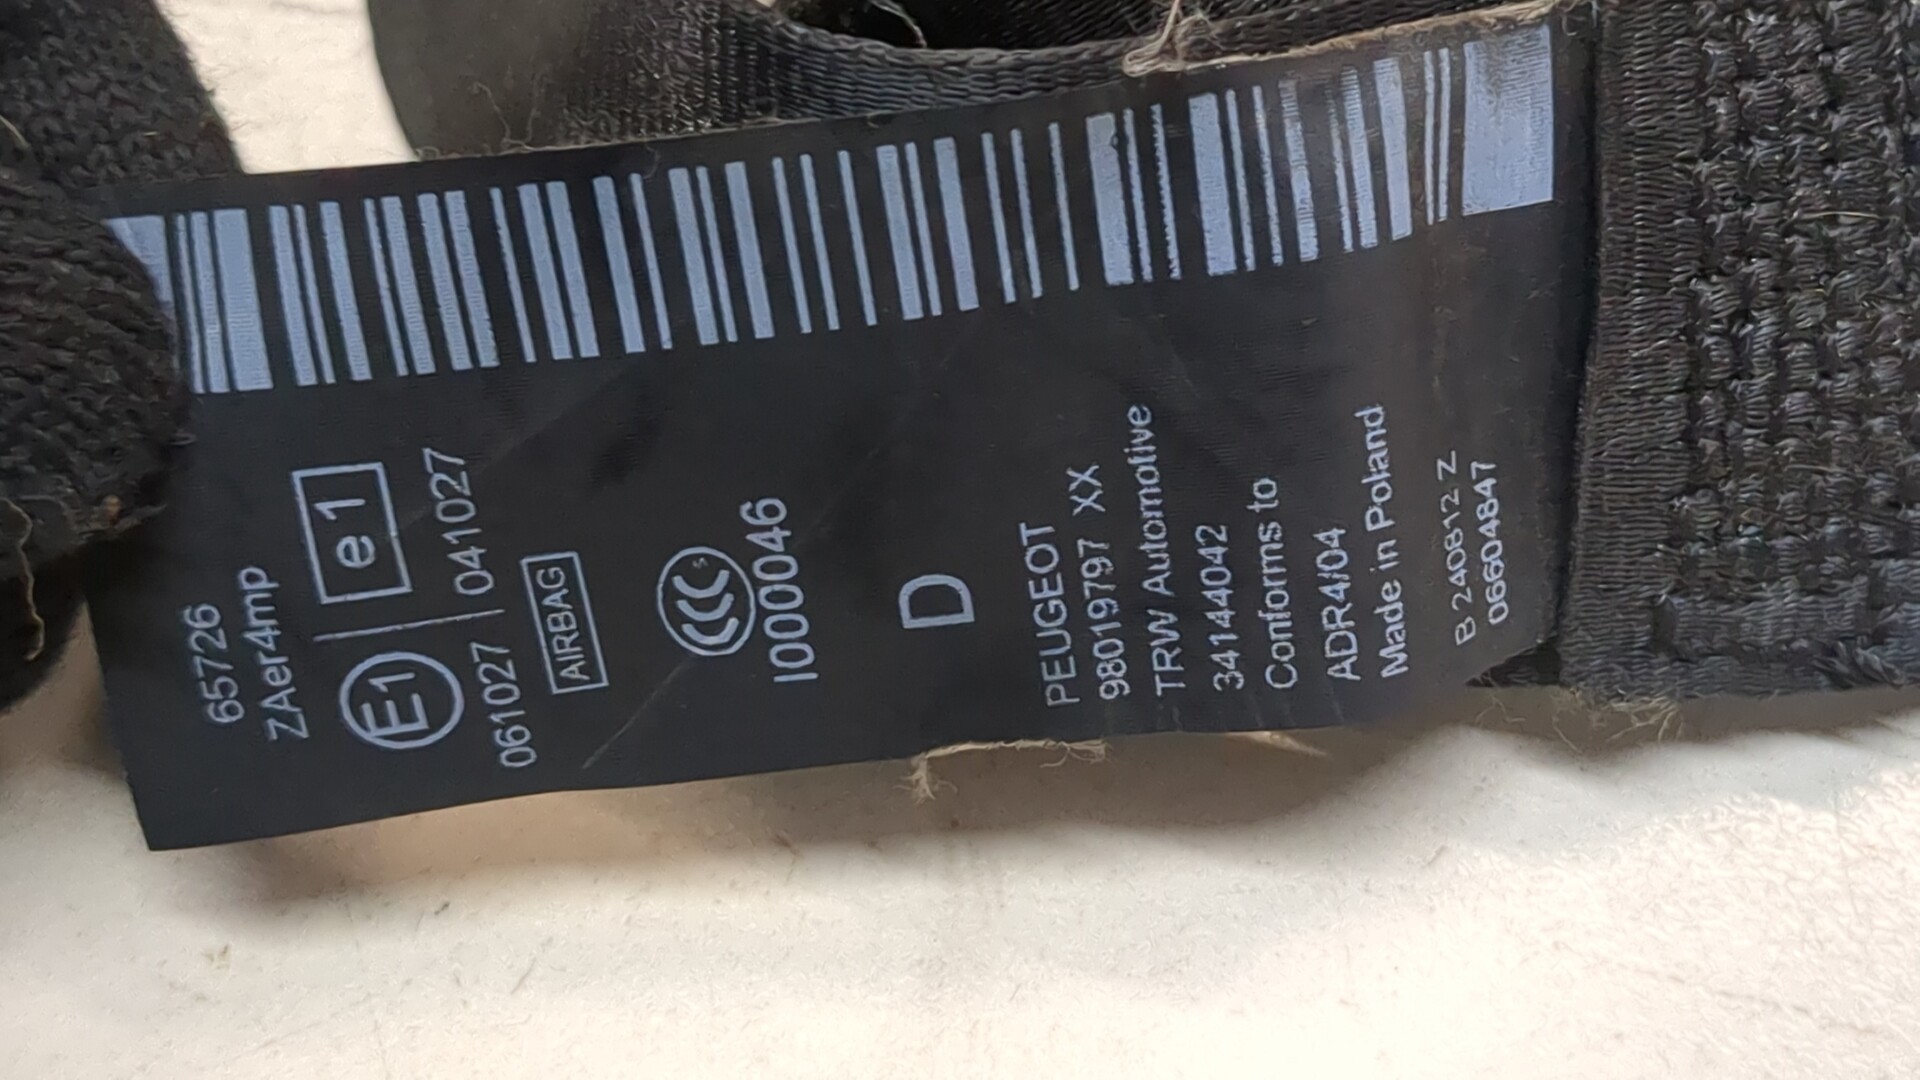 65726
ZAer4mp
E1 e1
061027 041027
AIRBAG
CCC S
I000046
D
PEUGEOT
98019797 XX
TRW Automotive
34144042
Conforms to
ADR4/04
Made in Poland
B 240812 Z
06604847